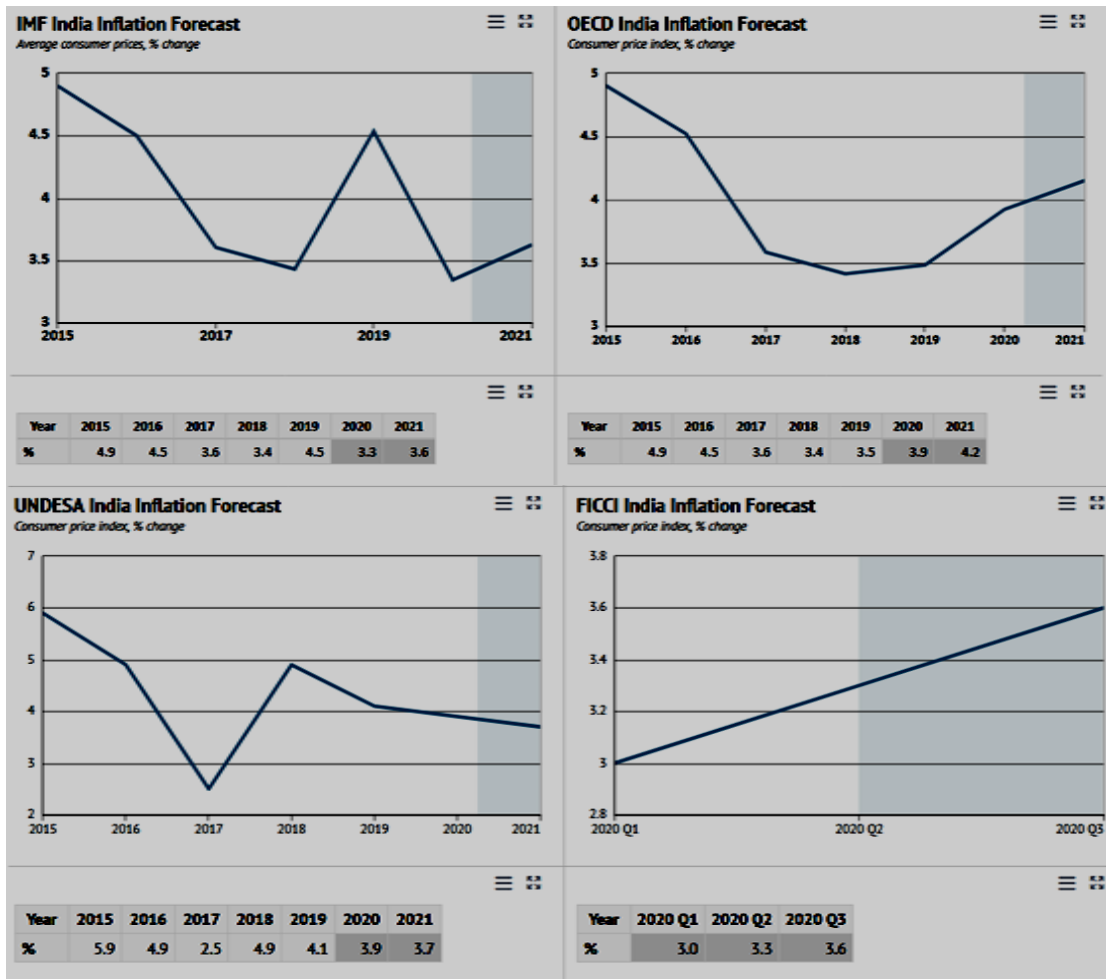 IMF India Inflation Forecast
Average consumer prices, % change
5
4.5
4
3.5
3
2015 2017 2019 2021
Year 2015 2016 2017 2018 2019 2020 2021
% 4.9 4.5 3.6 3.4 4.5 3.3 3.6
OECD India Inflation Forecast
Consumer price index, % change
5
4.5
4
3.5
3
2015 2016 2017 2018 2019 2020 2021
Year 2015 2016 2017 2018 2019 2020 2021
% 4.9 4.5 3.6 3.4 3.5 3.9 4.2
UNDESA India Inflation Forecast
Consumer price index, % change
7
6
5
4
3
2
2015 2016 2017 2018 2019 2020 2021
Year 2015 2016 2017 2018 2019 2020 2021
% 5.9 4.9 2.5 4.9 4.1 3.9 3.7
FICCI India Inflation Forecast
Consumer price index, % change
3.8
3.6
3.4
3.2
3
2.8
2020 Q1 2020 Q2 2020 Q3
Year 2020 Q1 2020 Q2 2020 Q3
% 3.0 3.3 3.6